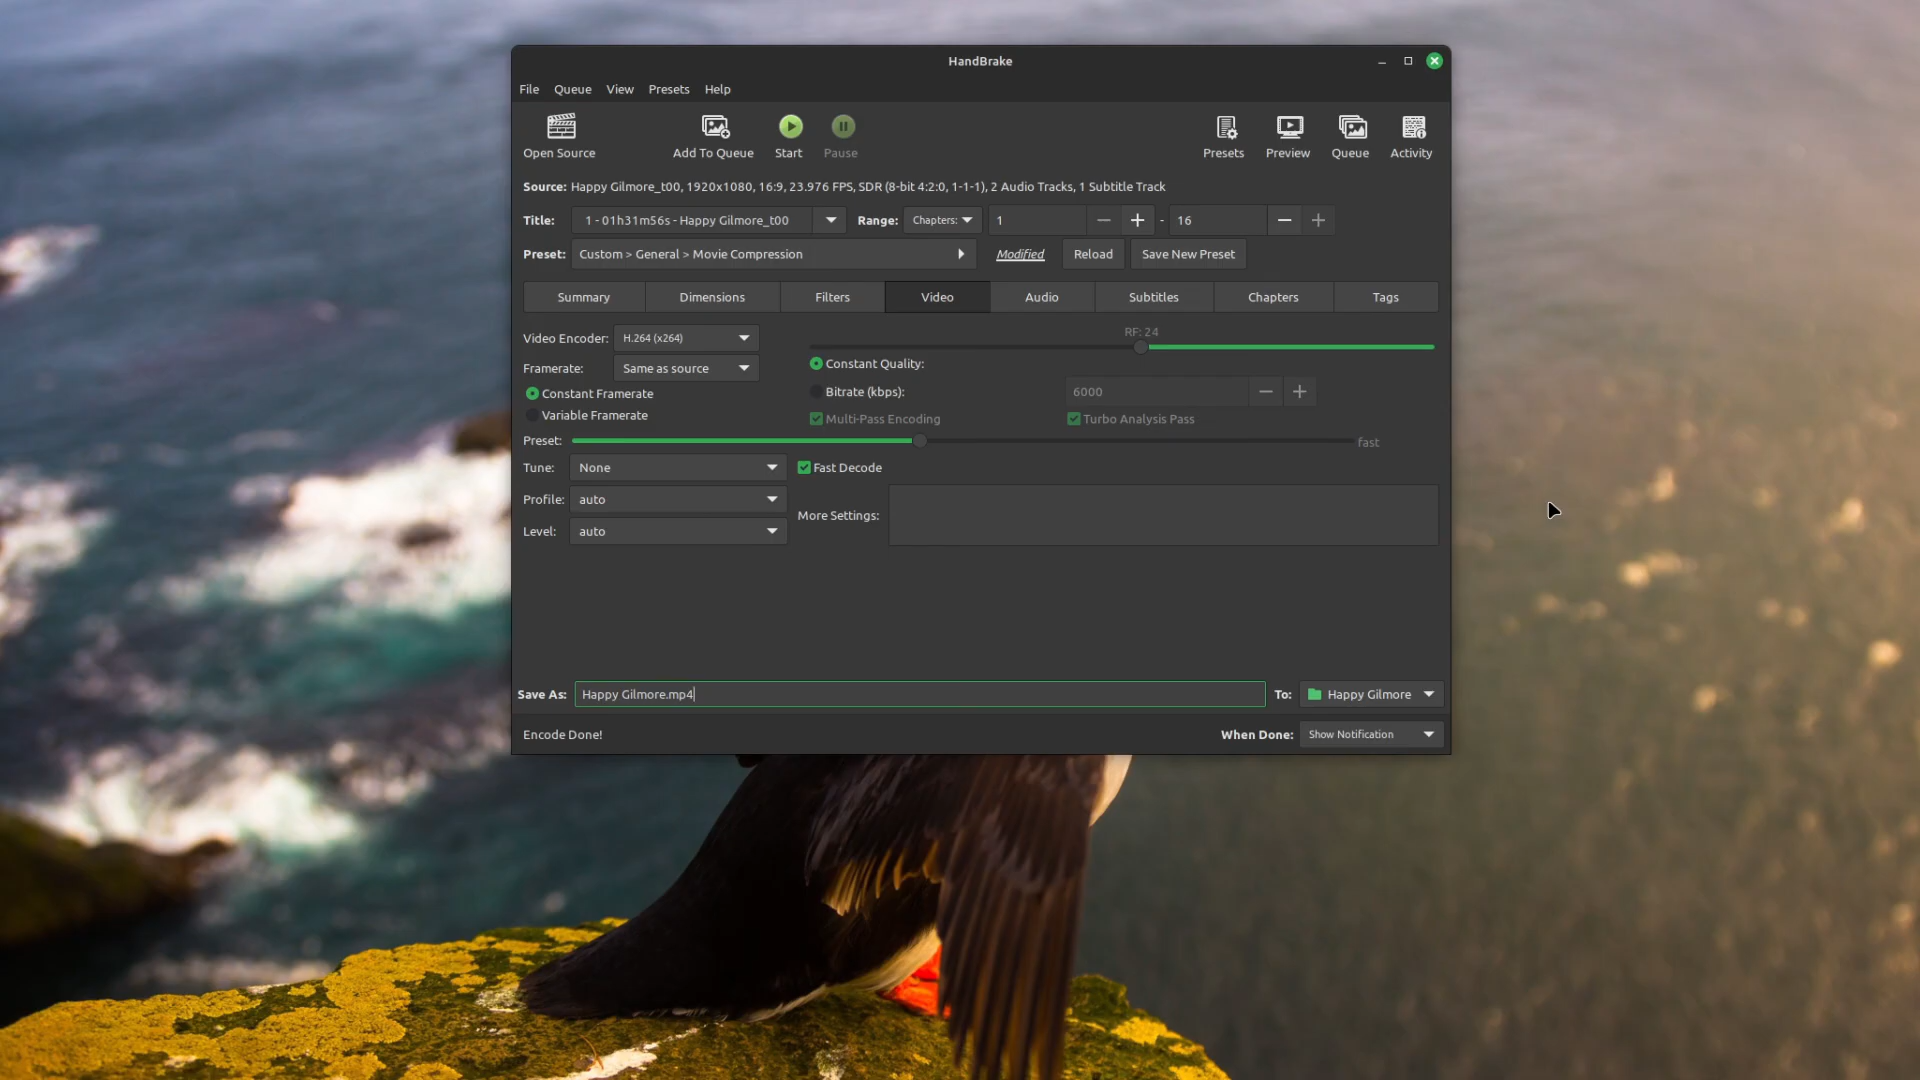 HandBrake
File Queue View Presets Help
Open Source Add To Queue Start Pause Presets Preview Queue Activity
Source: Happy Gilmore_t00, 1920x1080, 16:9, 23.976 FPS, SDR (8-bit 4:2:0, 1-1-1), 2 Audio Tracks, 1 Subtitle Track
Title: 1 - 01h31m56s - Happy Gilmore_t00 Range: Chapters: 1 - 16
Preset: Custom > General > Movie Compression Modified Reload Save New Preset
Summary Dimensions Filters Video Audio Subtitles Chapters Tags
RF: 24
Video Encoder: H.264 (x264)
Framerate: Same as source Constant Quality:
Constant Framerate Bitrate (kbps): 6000
Variable Framerate Multi-Pass Encoding Turbo Analysis Pass
Preset: fast
Tune: None Fast Decode
Profile: auto More Settings:
Level: auto
Save As: Happy Gilmore.mp4 To: Happy Gilmore
Encode Done! When Done: Show Notification